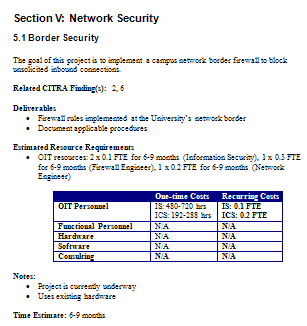 Section V: Network Security
5.1 Border Security
The goal of this project is to implement a campus network border firewall to block
unsolicited inbound connections.
Related CITRA Finding(s): 2, 6
Deliverables
• Firewall rules implemented at the University's network border
• Document applicable procedures
Estimated Resource Requirements
• OIT resources: 2 x 0.1 FTE for 6-9 months (Information Security), 1 x 0.3 FTE
for 6-9 months (Firewall Engineer), 1 x 0.2 FTE for 6-9 months (Network
Engineer)
One-time Costs Recurring Costs
OIT Personnel IS: 480-720 hrs IS: 0.1 FTE
ICS: 192-288 hrs ICS: 0.2 FTE
Functional Personnel N/A N/A
Hardware N/A N/A
Software N/A N/A
Consulting N/A N/A
Notes:
• Project is currently underway
• Uses existing hardware
Time Estimate: 6-9 months